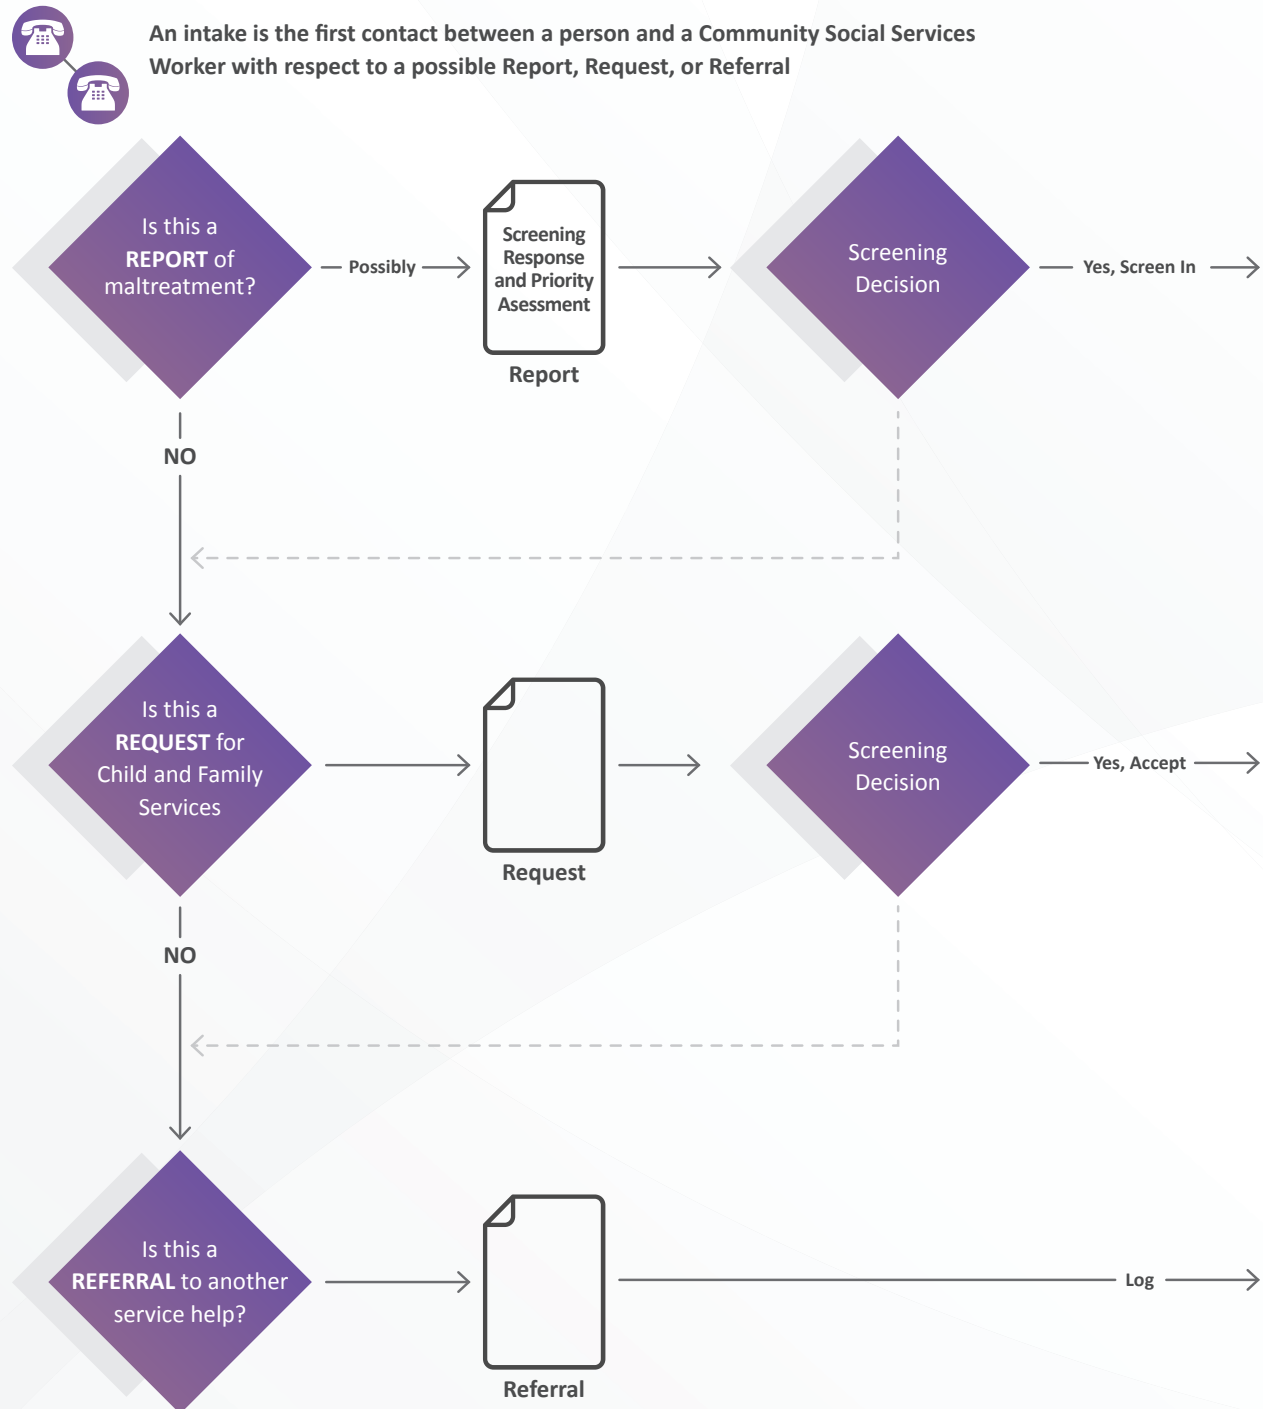 An intake is the first contact between a person and a Community Social Services
Worker with respect to a possible Report, Request, or Referral
Is this a
REPORT of
maltreatment?
Possibly
Screening
Response
and Priority
Asessment
Report
Screening
Decision
Yes, Screen In
NO
Is this a
REQUEST for
Child and Family
Services
Request
Screening
Decision
Yes, Accept
NO
Is this a
REFERRAL to another
service help?
Referral
Log